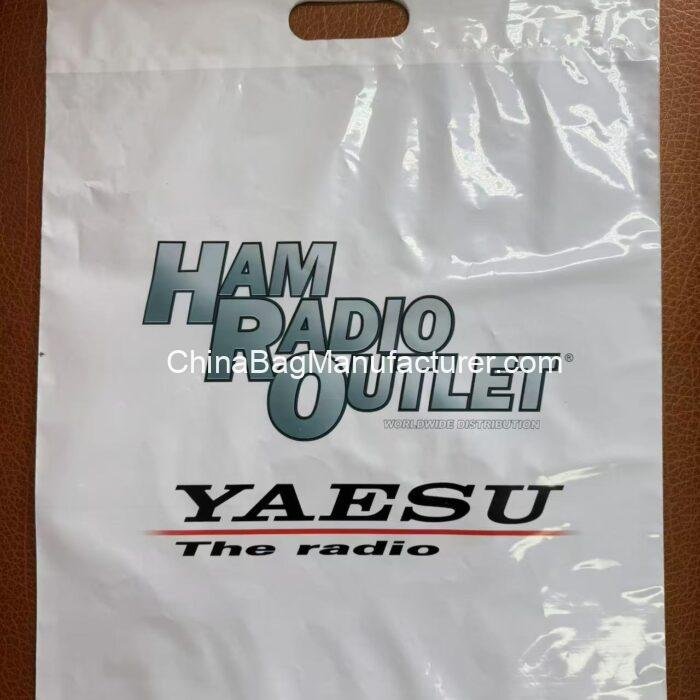 HAM
RADIO
ChinaBagManufacturer.com
OUTLET®
WORLDWIDE DISTRIBUTION
YAESU
The radio